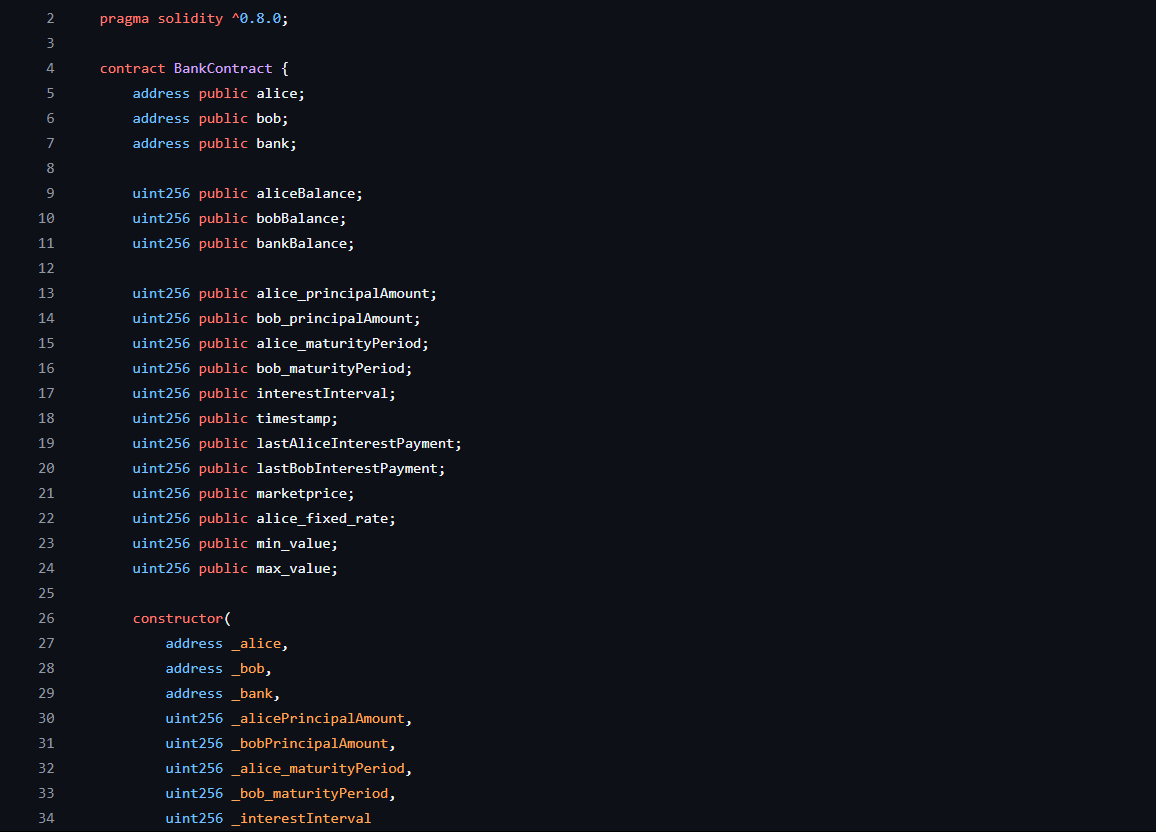 2 pragma solidity ^0.8.0;
3
4 contract BankContract {
5 address public alice;
6 address public bob;
7 address public bank;
8
9 uint256 public aliceBalance;
10 uint256 public bobBalance;
11 uint256 public bankBalance;
12
13 uint256 public alice_principalAmount;
14 uint256 public bob_principalAmount;
15 uint256 public alice_maturityPeriod;
16 uint256 public bob_maturityPeriod;
17 uint256 public interestInterval;
18 uint256 public timestamp;
19 uint256 public lastAliceInterestPayment;
20 uint256 public lastBobInterestPayment;
21 uint256 public marketprice;
22 uint256 public alice_fixed_rate;
23 uint256 public min_value;
24 uint256 public max_value;
25
26 constructor(
27 address _alice,
28 address _bob,
29 address _bank,
30 uint256 _alicePrincipalAmount,
31 uint256 _bobPrincipalAmount,
32 uint256 _alice_maturityPeriod,
33 uint256 _bob_maturityPeriod,
34 uint256 _interestInterval